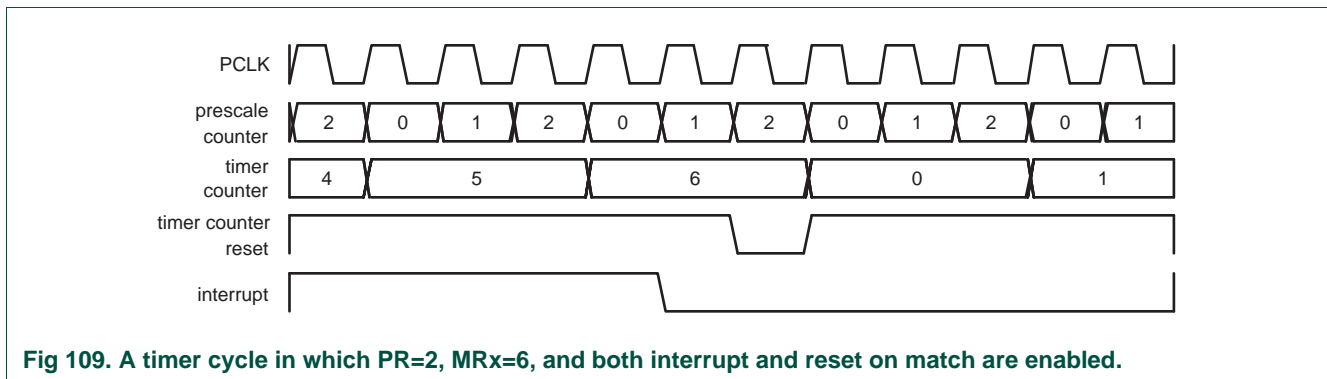 PCLK
prescale
counter
2 0 1 2 0 1 2 0 1 2 0 1
timer
counter
4 5 6 0 1
timer counter
reset
interrupt
Fig 109. A timer cycle in which PR=2, MRx=6, and both interrupt and reset on match are enabled.